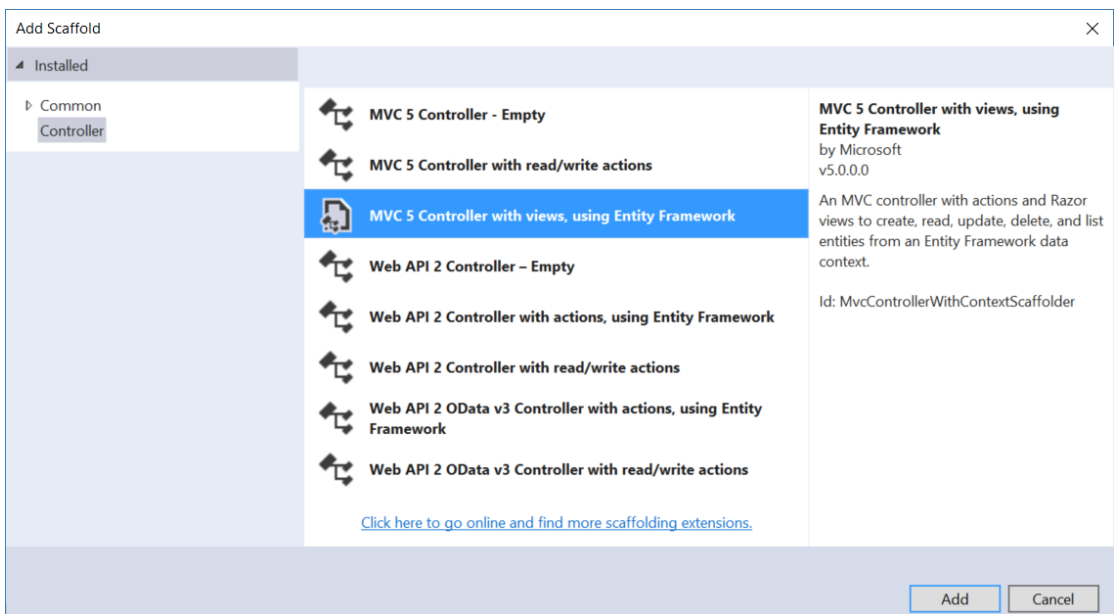 Add Scaffold
Installed
Common
Controller
MVC 5 Controller - Empty
MVC 5 Controller with read/write actions
MVC 5 Controller with views, using Entity Framework
Web API 2 Controller – Empty
Web API 2 Controller with actions, using Entity Framework
Web API 2 Controller with read/write actions
Web API 2 OData v3 Controller with actions, using Entity
Framework
Web API 2 OData v3 Controller with read/write actions
Click here to go online and find more scaffolding extensions.
MVC 5 Controller with views, using
Entity Framework
by Microsoft
v5.0.0.0
An MVC controller with actions and Razor
views to create, read, update, delete, and list
entities from an Entity Framework data
context.
Id: MvcControllerWithContextScaffolder
Add
Cancel